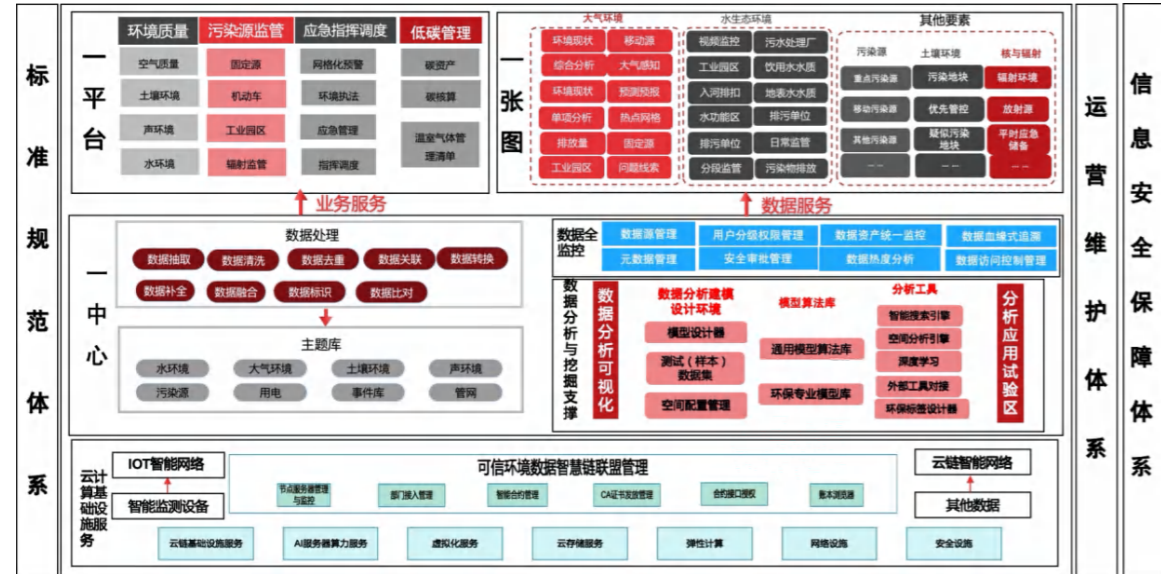 标准规范体系
一平台
环境质量
污染源监管
应急指挥调度
低碳管理
空气质量
固定源
网格化预警
碳资产
土壤环境
机动车
环境执法
碳核算
声环境
工业园区
应急管理
温室气体管
理清单
水环境
辐射监管
指挥调度
一张图
大气环境
环境现状
移动源
综合分析
大气感知
环境现状
预测预报
单项分析
热点网格
排放量
固定源
工业园区
问题线索
水生态环境
视频监控
污水处理厂
工业园区
饮用水水质
入河排扣
地表水水质
水功能区
排污单位
排污单位
日常监管
分段监管
污染物排放
其他要素
污染源
土壤环境
核与辐射
重点污染源
污染地块
辐射环境
移动污染源
优先管控
放射源
其他污染源
疑似污染
地块
平时应急
储备
— —
— —
— —
业务服务
数据服务
一中心
数据处理
数据抽取
数据清洗
数据去重
数据关联
数据转换
数据补全
数据融合
数据标识
数据比对
主题库
水环境
大气环境
土壤环境
声环境
污染源
用电
事件库
管网
数据全
监控
数据源管理
用户分级权限管理
数据资产统一监控
数据血缘式追溯
元数据管理
安全审批管理
数据热度分析
数据访问控制管理
数据分析与挖掘支撑
数据分析可视化
数据分析建模
设计环境
模型设计器
测试（样本）
数据集
空间配置管理
模型算法库
通用模型算法库
环保专业模型库
分析工具
智能搜索引擎
空间分析引擎
深度学习
外部工具对接
环保标签设计器
分析应用试验区
云计算基础设施服务
IOT智能网络
智能监测设备
可信环境数据智慧链联盟管理
节点服务器管理
与监控
部门接入管理
智能合约管理
CA证书发放管理
合约接口授权
账本浏览器
云链智能网络
其他数据
云链基础设施服务
AI服务器算力服务
虚拟化服务
云存储服务
弹性计算
网络设施
安全设施
运营维护体系
信息安全保障体系